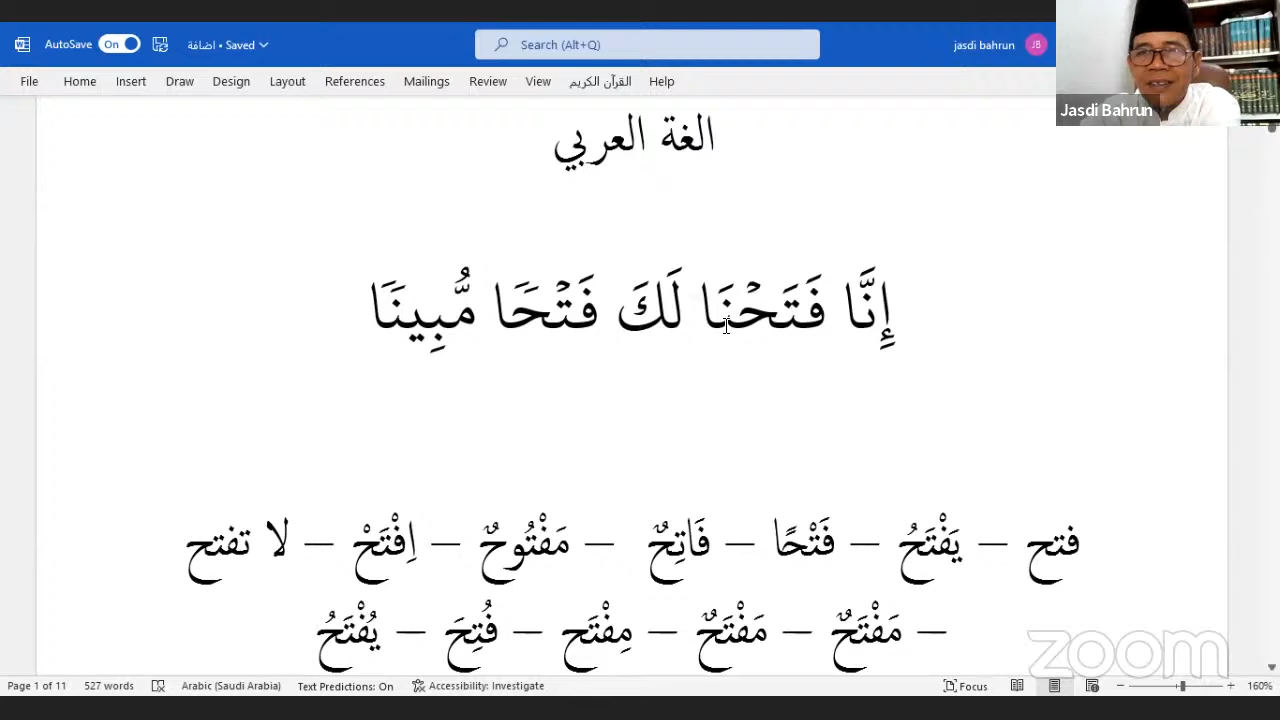 AutoSave On اضافة • Saved Search (Alt+Q) jasdi bahrun JB
File Home Insert Draw Design Layout References Mailings Review View القرآن الكريم Help
Jasdi Bahrun
الغة العربي
إِنَّا فَتَحۡنَا لَكَ فَتۡحٗا مُّبِينٗا
فتح – يَفْتَحُ – فَتْحًا – فَاتِحٌ – مَفْتُوحٌ – اِفْتَحْ – لا تفتح
– مَفْتَحٌ – مَفْتَحٌ – مِفْتَح – فُتِحَ – يُفْتَحُ
zoom
Page 1 of 11 527 words Arabic (Saudi Arabia) Text Predictions: On Accessibility: Investigate Focus 160%